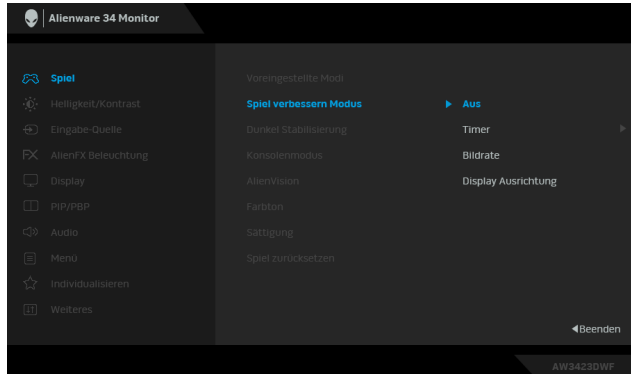 Alienware 34 Monitor
Spiel
Helligkeit/Kontrast
Eingabe-Quelle
AlienFX Beleuchtung
Display
PIP/PBP
Audio
Menü
Individualisieren
Weiteres
Voreingestellte Modi
Spiel verbessern Modus
Dunkel Stabilisierung
Konsolenmodus
AlienVision
Farbton
Sättigung
Spiel zurücksetzen
Aus
Timer
Bildrate
Display Ausrichtung
Beenden
AW3423DWF